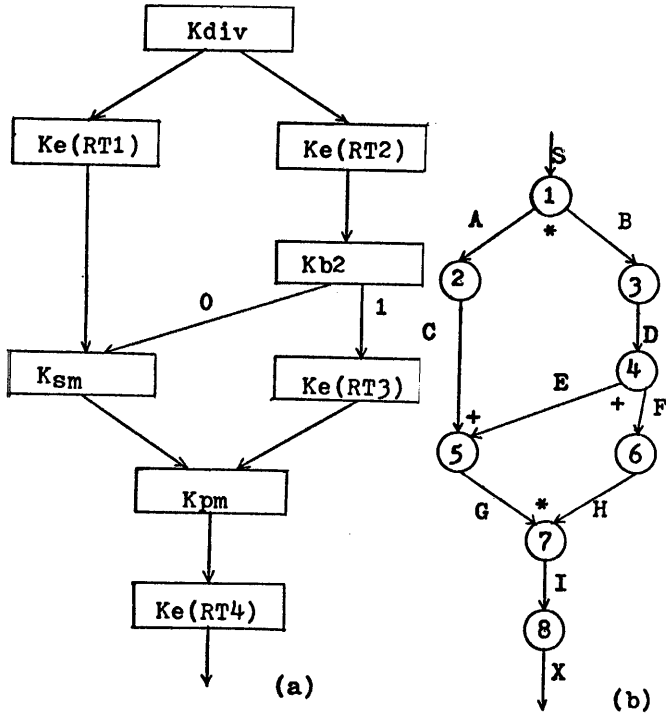 Kdiv
Ke(RT1)
Ke(RT2)
Kb2
0
1
Ksm
Ke(RT3)
Kpm
Ke(RT4)
(a)
S
1
*
A
B
2
3
C
D
4
E
+
F
+
5
6
G
*
H
7
I
8
X
(b)